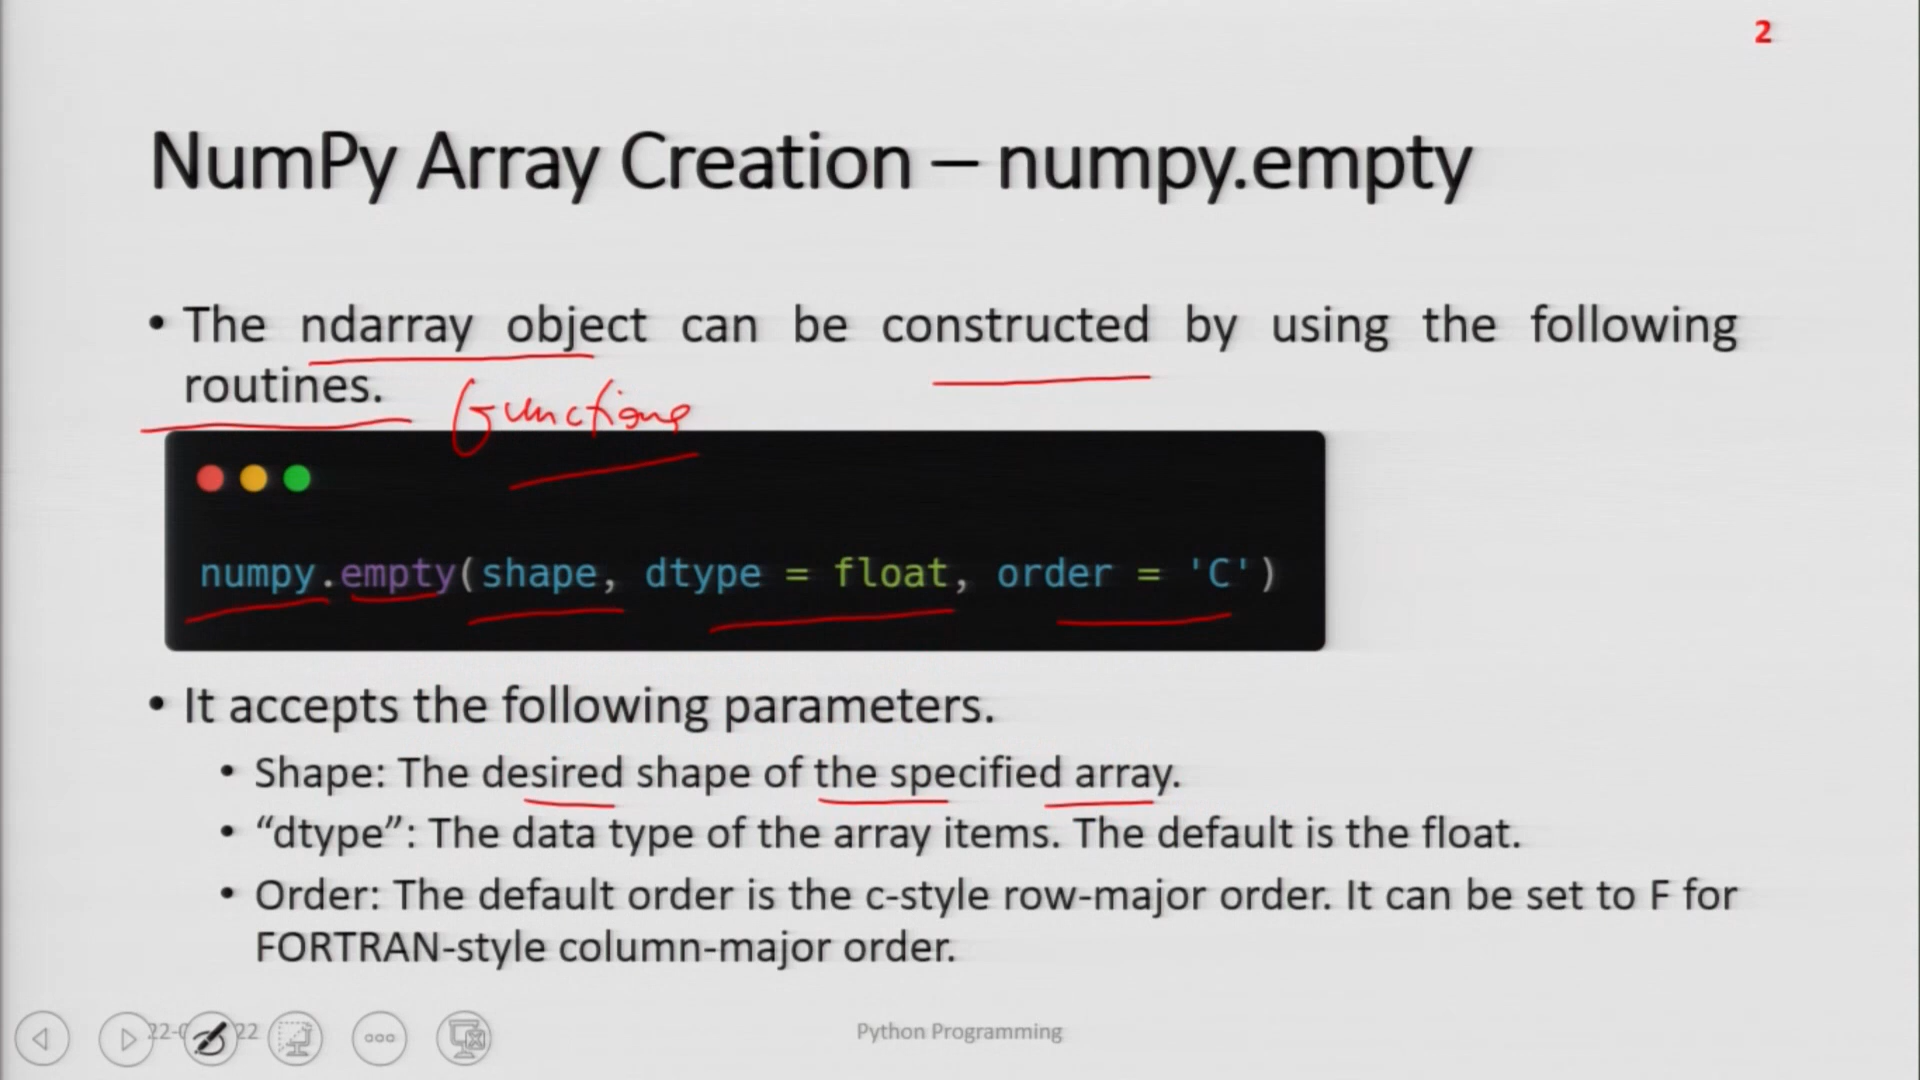 2
NumPy Array Creation – numpy.empty
• The ndarray object can be constructed by using the following
routines.
functions
numpy.empty(shape, dtype = float, order = 'C')
• It accepts the following parameters.
• Shape: The desired shape of the specified array.
• “dtype”: The data type of the array items. The default is the float.
• Order: The default order is the c-style row-major order. It can be set to F for
FORTRAN-style column-major order.
Python Programming